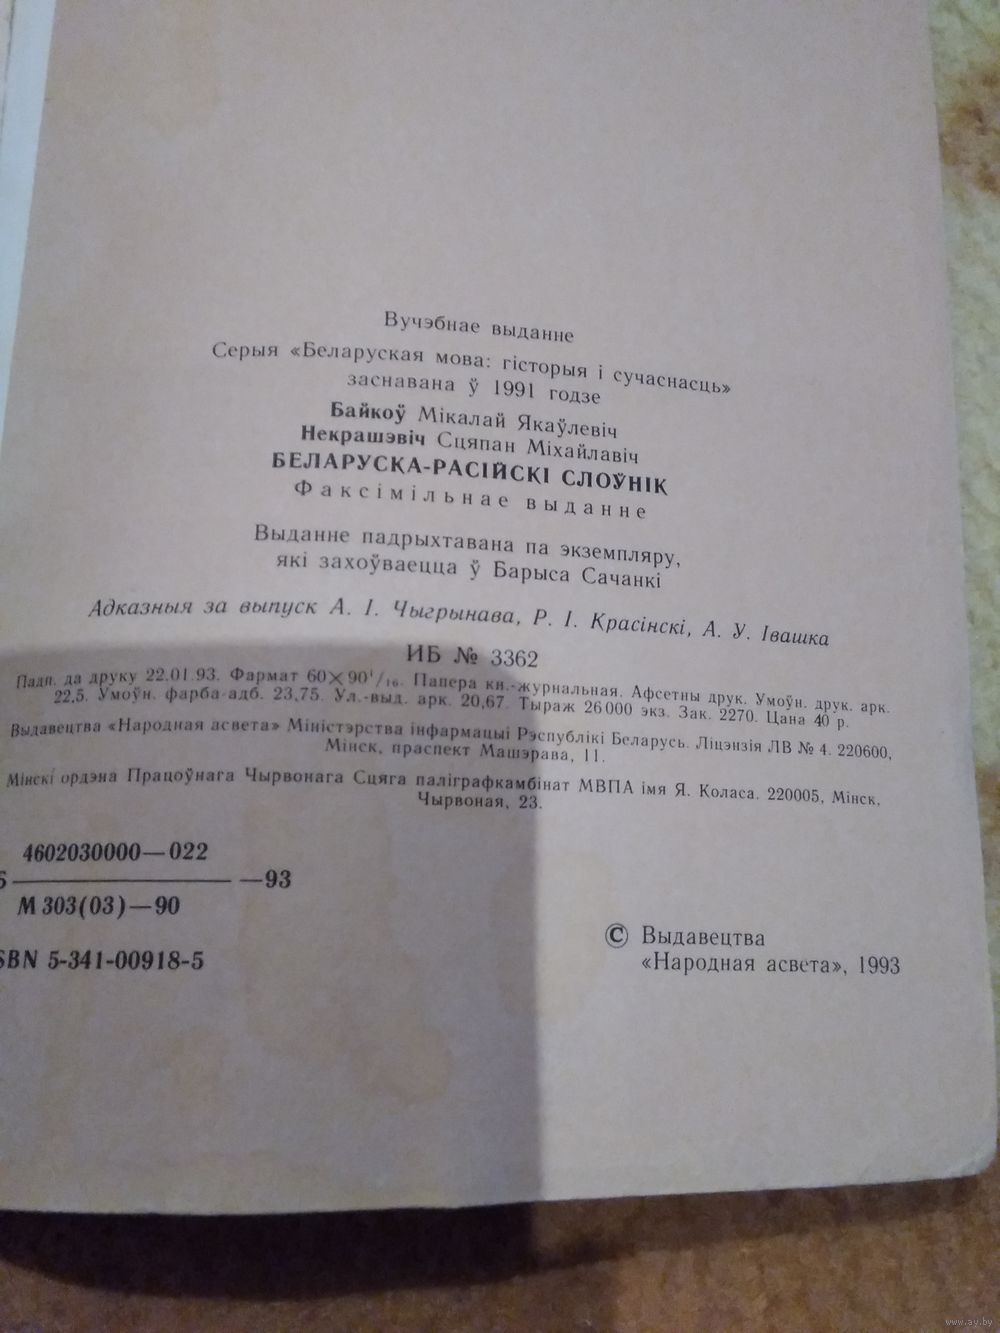 Вучэбнае выданне
Серыя «Беларуская мова: гісторыя і сучаснасць»
заснавана ў 1991 годзе
Байкоў Мікалай Якаўлевіч
Некрашэвіч Сцяпан Міхайлавіч
БЕЛАРУСКА-РАСІЙСКІ СЛОЎНІК
Факсімільнае выданне
Выданне падрыхтавана па экземпляру,
які захоўваецца ў Барыса Сачанкі
Адказныя за выпуск А. І. Чыгрынава, Р. І. Красінскі, А. У. Івашка
ИБ № 3362
Падп. да друку 22.01.93. Фармат 60×90¹/₁₆. Папера кн.-журнальная. Афсетны друк. Умоўн. друк. арк.
22,5. Умоўн. фарба-адб. 23,75. Ул.-выд. арк. 20,67. Тыраж 26 000 экз. Зак. 2270. Цана 40 р.
Выдавецтва «Народная асвета» Міністэрства інфармацыі Рэспублікі Беларусь. Ліцэнзія ЛВ № 4. 220600,
Мінск, праспект Машэрава, 11.
Мінскі ордэна Працоўнага Чырвонага Сцяга паліграфкамбінат МВПА імя Я. Коласа. 220005, Мінск,
Чырвоная, 23.
4602030000—022
—93
М 303(03)—90
SBN 5-341-00918-5
© Выдавецтва
«Народная асвета», 1993
www.ay.by